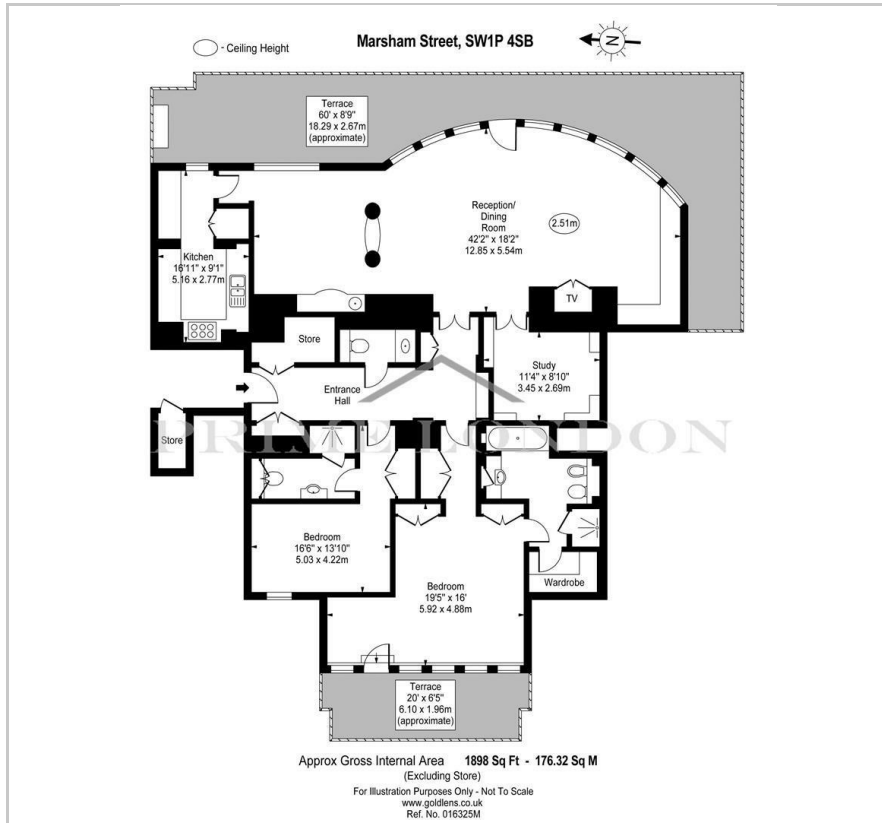 - Ceiling Height
Marsham Street, SW1P 4SB
N
Terrace
60' x 8'9"
18.29 x 2.67m
(approximate)
Reception/
Dining
Room
42'2" x 18'2"
12.85 x 5.54m
2.51m
Kitchen
16'11" x 9'1"
5.16 x 2.77m
TV
Store
Study
11'4" x 8'10"
3.45 x 2.69m
Entrance
Hall
Store
PRIME LONDON
Bedroom
16'6" x 13'10"
5.03 x 4.22m
Bedroom
19'5" x 16'
5.92 x 4.88m
Wardrobe
Terrace
20' x 6'5"
6.10 x 1.96m
(approximate)
Approx Gross Internal Area 1898 Sq Ft - 176.32 Sq M
(Excluding Store)
For Illustration Purposes Only - Not To Scale
www.goldlens.co.uk
Ref. No. 016325M